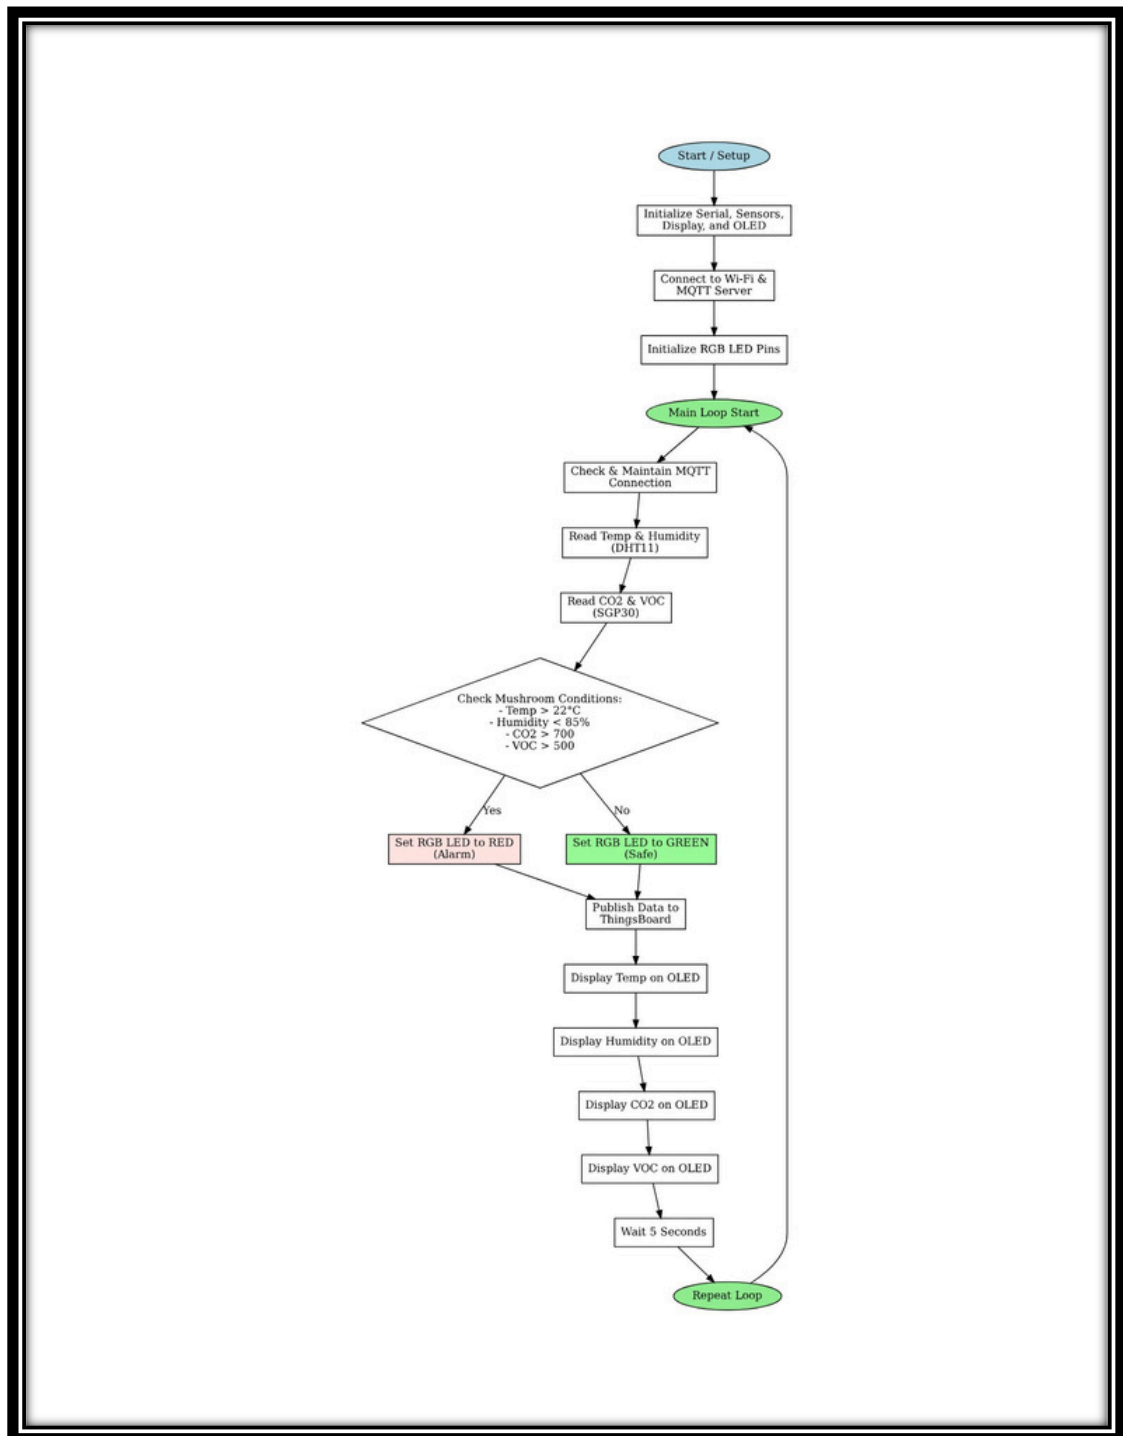 Start / Setup
Initialize Serial, Sensors,
Display, and OLED
Connect to Wi-Fi &
MQTT Server
Initialize RGB LED Pins
Main Loop Start
Check & Maintain MQTT
Connection
Read Temp & Humidity
(DHT11)
Read CO2 & VOC
(SGP30)
Check Mushroom Conditions:
- Temp > 22°C
- Humidity < 85%
- CO2 > 700
- VOC > 500
Yes
No
Set RGB LED to RED
(Alarm)
Set RGB LED to GREEN
(Safe)
Publish Data to
ThingsBoard
Display Temp on OLED
Display Humidity on OLED
Display CO2 on OLED
Display VOC on OLED
Wait 5 Seconds
Repeat Loop